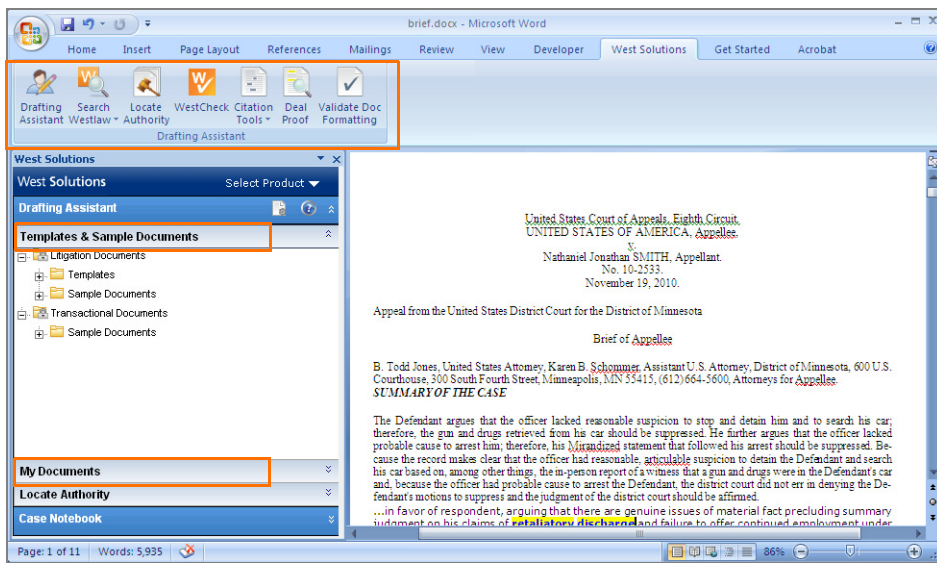 brief.docx - Microsoft Word
Home Insert Page Layout References Mailings Review View Developer West Solutions Get Started Acrobat
Drafting Assistant
Search Westlaw
Locate Authority
WestCheck
Citation Tools
Deal Proof
Validate Doc Formatting
Drafting Assistant
West Solutions
West Solutions Select Product
Drafting Assistant
Templates & Sample Documents
Litigation Documents
Templates
Sample Documents
Transactional Documents
Sample Documents
My Documents
Locate Authority
Case Notebook
United States Court of Appeals, Eighth Circuit.
UNITED STATES OF AMERICA, Appellee.
v.
Nathaniel Jonathan SMITH, Appellant.
No. 10-2533.
November 19, 2010.
Appeal from the United States District Court for the District of Minnesota
Brief of Appellee
B. Todd Jones, United States Attorney, Karen B. Schommer, Assistant U.S. Attorney, District of Minnesota, 600 U.S.
Courthouse, 300 South Fourth Street, Minneapolis, MN 55415, (612)664-5600, Attorneys for Appellee.
SUMMARY OF THE CASE
The Defendant argues that the officer lacked reasonable suspicion to stop and detain him and to search his car;
therefore, the gun and drugs retrieved from his car should be suppressed. He further argues that the officer lacked
probable cause to arrest him; therefore, his Mirandized statement that followed his arrest should be suppressed. Be-
cause the record makes clear that the officer had reasonable, articulable suspicion to detain the Defendant and search
his car based on, among other things, the in-person report of a witness that a gun and drugs were in the Defendant's car
and, because the officer had probable cause to arrest the Defendant, the district court did not err in denying the De-
fendant's motions to suppress and the judgment of the district court should be affirmed.
...in favor of respondent, arguing that there are genuine issues of material fact precluding summary
judgment on his claims of retaliatory discharge and failure to offer continued employment under
Page: 1 of 11 Words: 5,935 86%